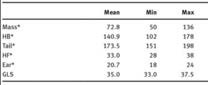 Mean Min Max
Mass* 72.8 50 136
HB* 140.9 102 178
Tail* 173.5 151 198
HF* 33.0 28 38
Ear* 20.7 18 24
GLS 35.0 33.0 37.5